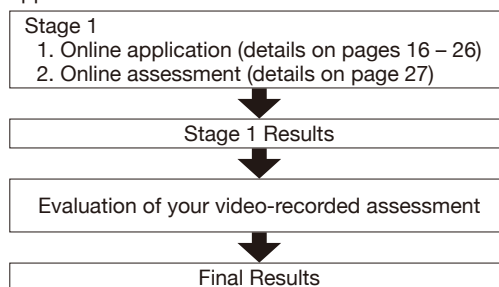 Stage 1
1. Online application (details on pages 16 – 26)
2. Online assessment (details on page 27)
Stage 1 Results
Evaluation of your video-recorded assessment
Final Results